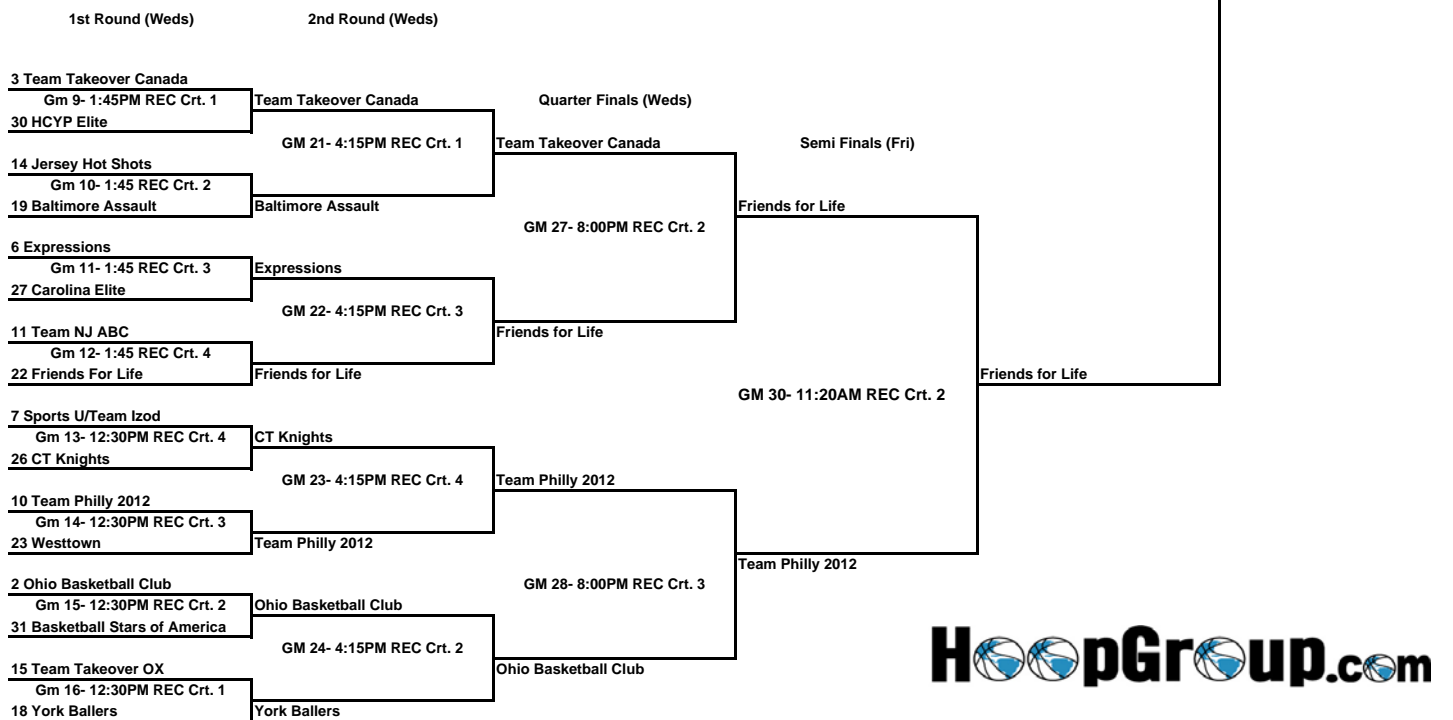 1st Round (Weds) 2nd Round (Weds)
3 Team Takeover Canada
Gm 9- 1:45PM REC Crt. 1 Team Takeover Canada Quarter Finals (Weds)
30 HCYP Elite
GM 21- 4:15PM REC Crt. 1 Team Takeover Canada Semi Finals (Fri)
14 Jersey Hot Shots
Gm 10- 1:45 REC Crt. 2
19 Baltimore Assault Baltimore Assault Friends for Life
GM 27- 8:00PM REC Crt. 2
6 Expressions
Gm 11- 1:45 REC Crt. 3 Expressions
27 Carolina Elite
GM 22- 4:15PM REC Crt. 3
11 Team NJ ABC Friends for Life
Gm 12- 1:45 REC Crt. 4
22 Friends For Life Friends for Life Friends for Life
GM 30- 11:20AM REC Crt. 2
7 Sports U/Team Izod
Gm 13- 12:30PM REC Crt. 4 CT Knights
26 CT Knights
GM 23- 4:15PM REC Crt. 4 Team Philly 2012
10 Team Philly 2012
Gm 14- 12:30PM REC Crt. 3
23 Westtown Team Philly 2012
Team Philly 2012
2 Ohio Basketball Club GM 28- 8:00PM REC Crt. 3
Gm 15- 12:30PM REC Crt. 2 Ohio Basketball Club
31 Basketball Stars of America
GM 24- 4:15PM REC Crt. 2
15 Team Takeover OX Ohio Basketball Club
HoopGroup.com
Gm 16- 12:30PM REC Crt. 1
18 York Ballers York Ballers